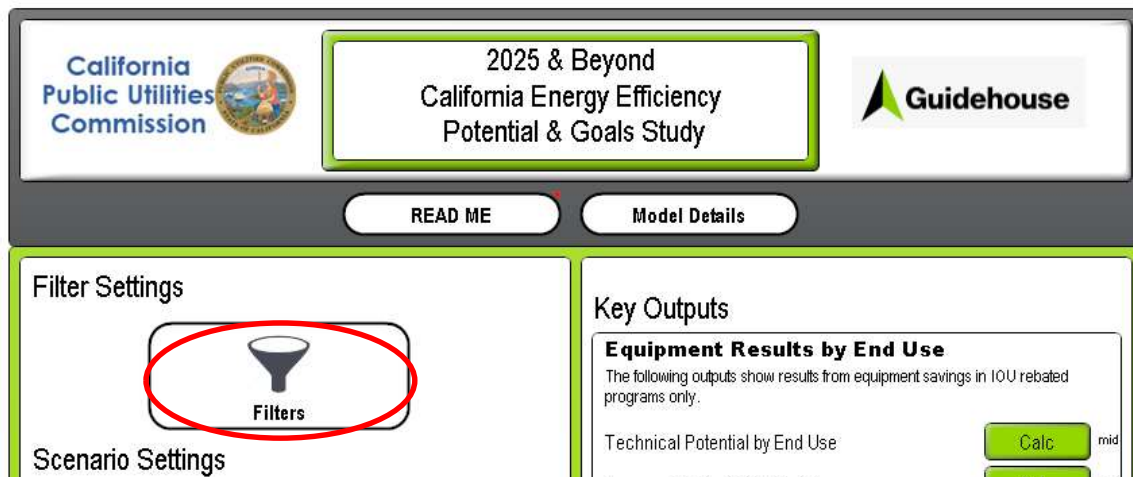 California
Public Utilities
Commission
2025 & Beyond
California Energy Efficiency
Potential & Goals Study
Guidehouse
READ ME
Model Details
Filter Settings
Filters
Scenario Settings
Key Outputs
Equipment Results by End Use
The following outputs show results from equipment savings in IOU rebated
programs only.
Technical Potential by End Use
Calc
mid